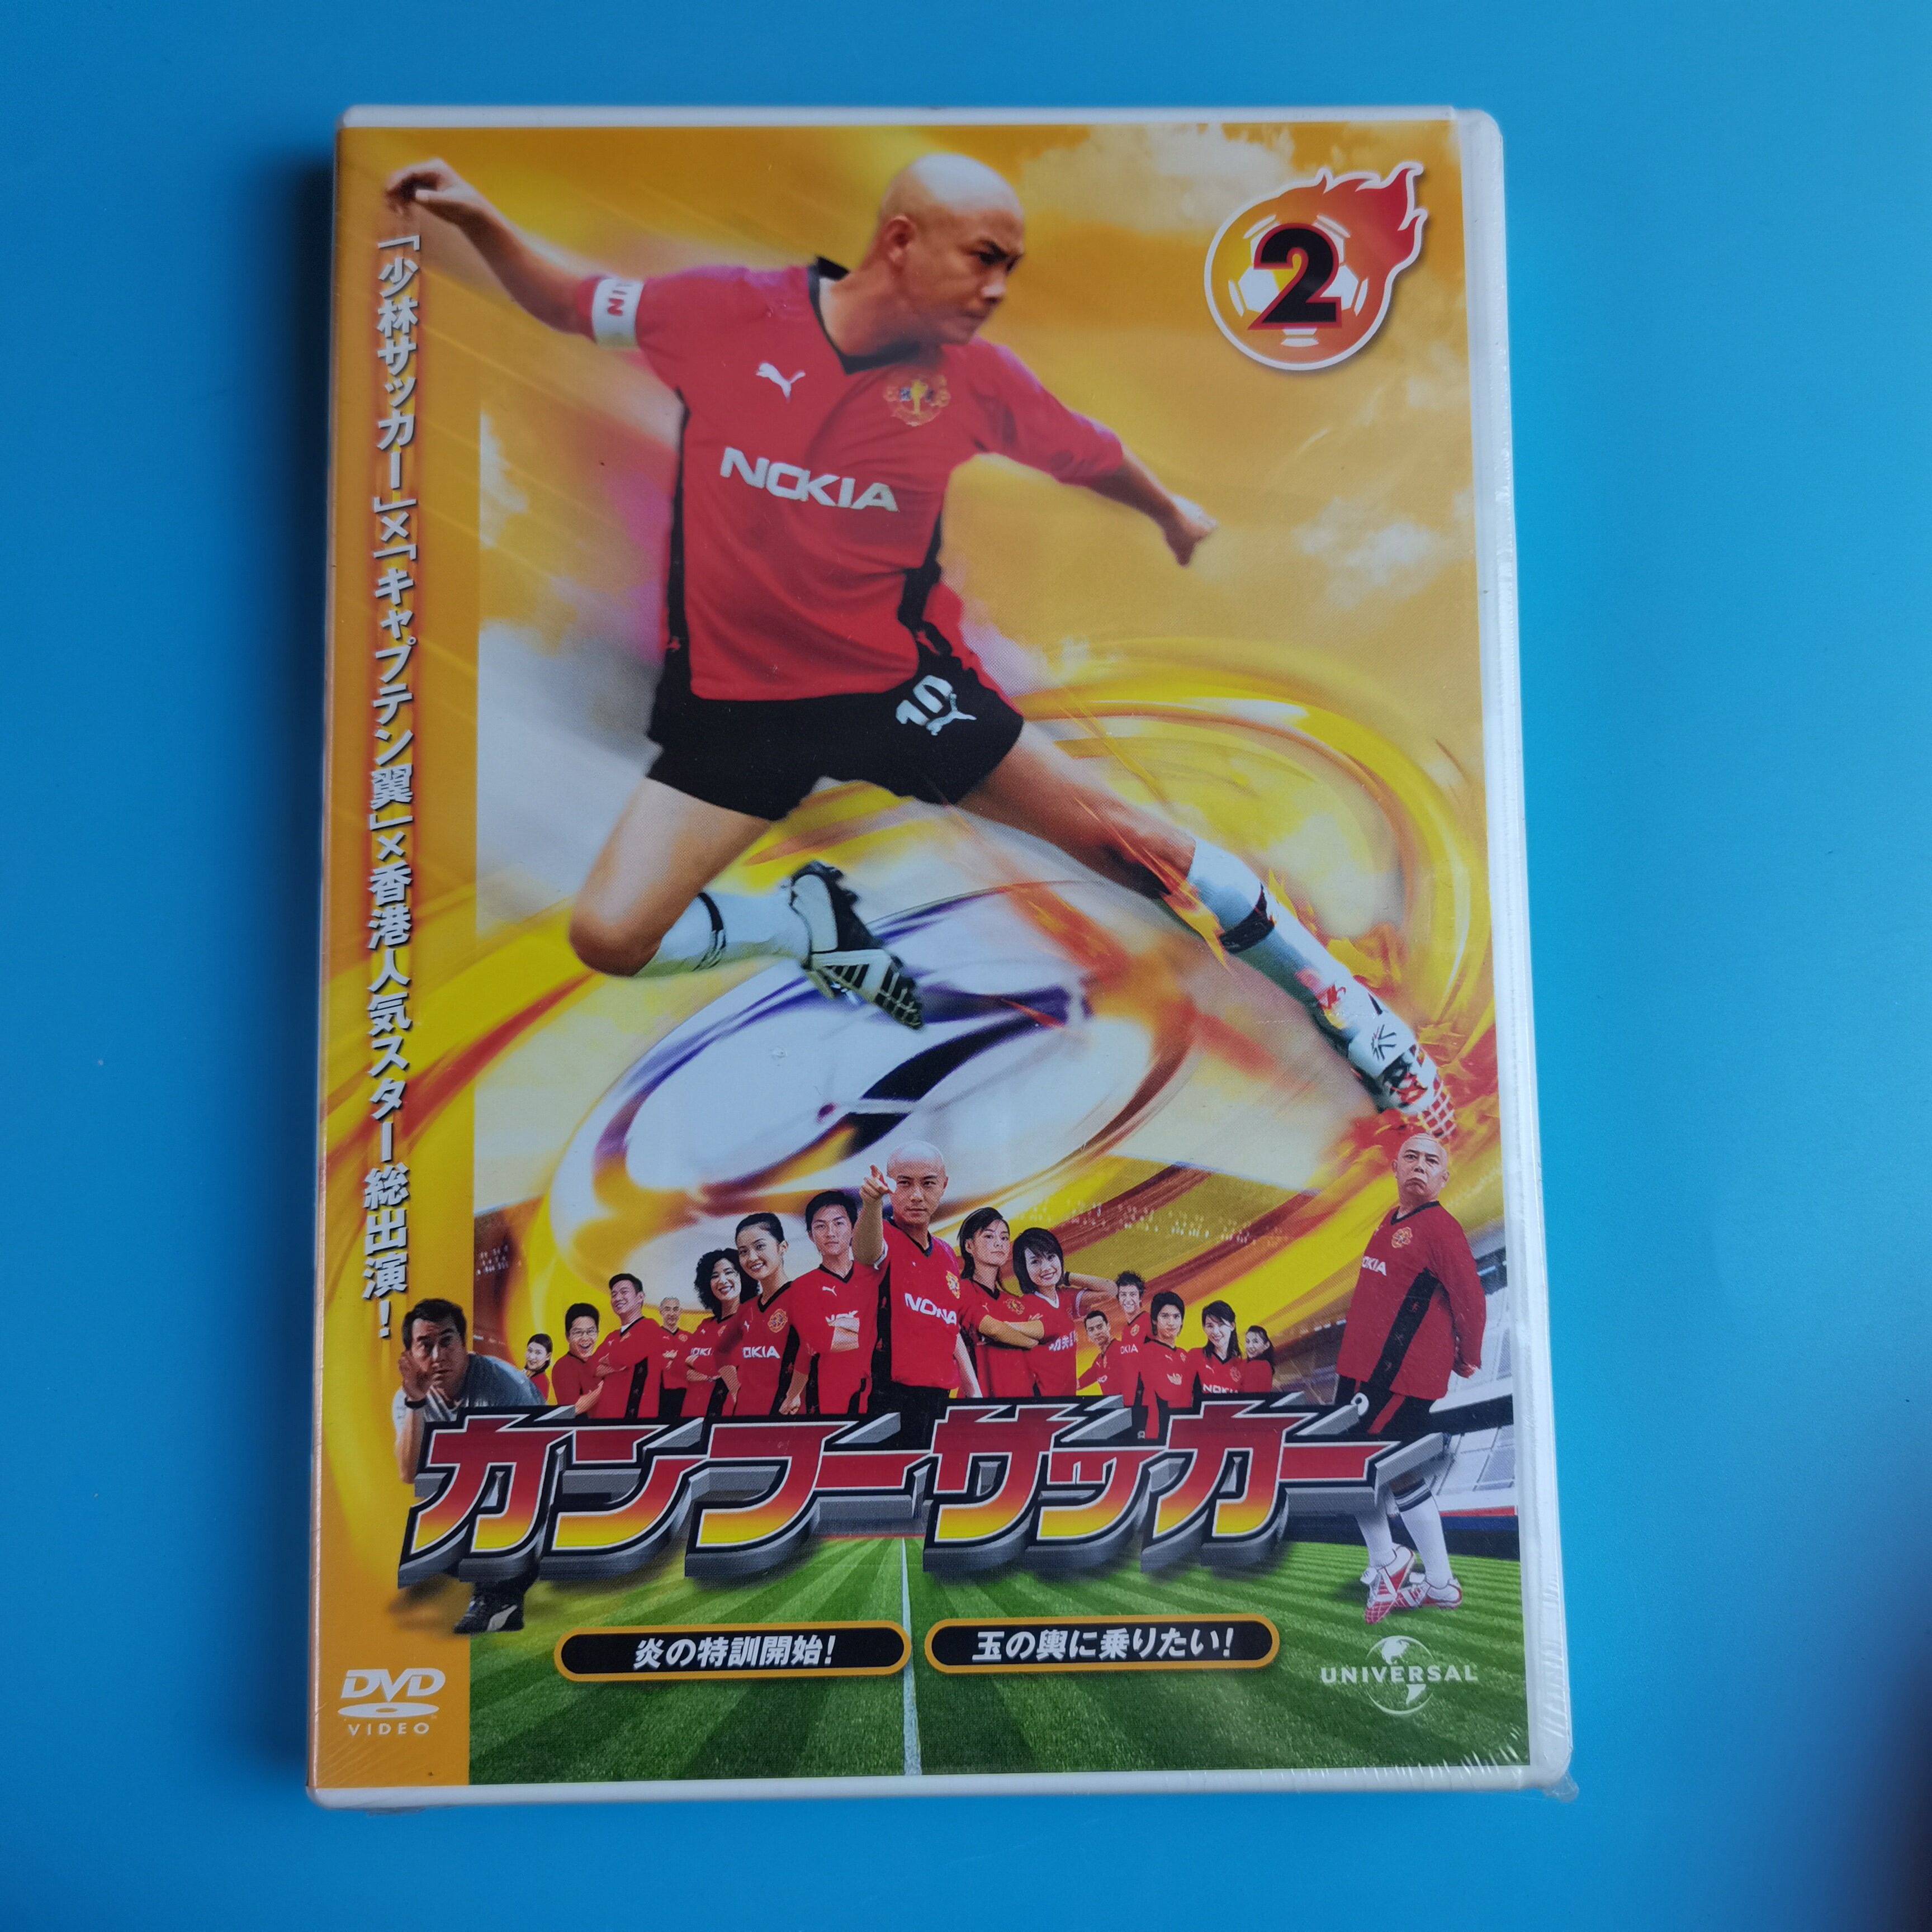 「少林サッカー」×「キャプテン翼」×香港人気スター総出演!
2
NOKIA
10
NOKIA
カンフーサッカー
炎の特訓開始!
玉の輿に乗りたい!
DVD
VIDEO
UNIVERSAL